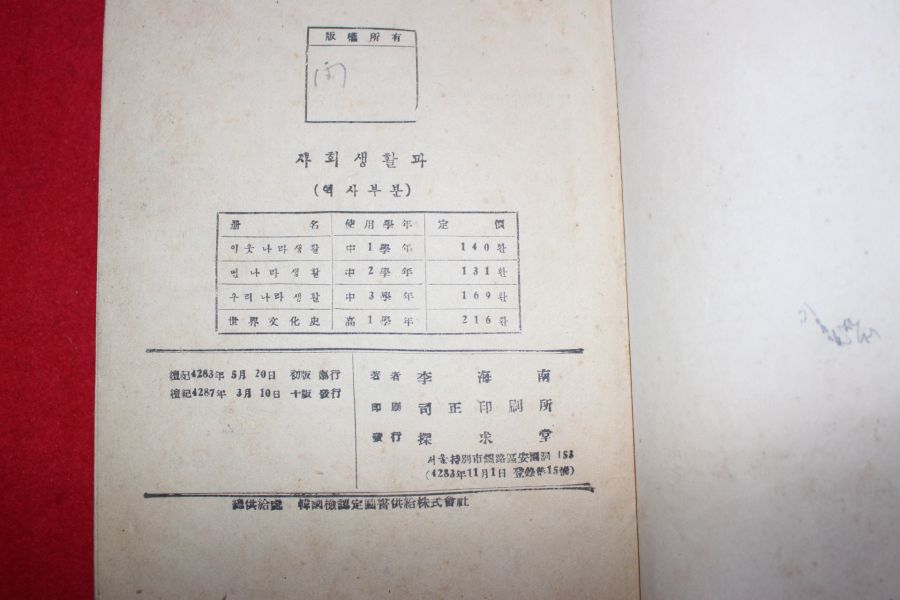 版權所有
사회생활과
(역사부분)
册名 使用學年 定價
이웃나라생활 中1學年 140환
먼나라생활 中2學年 131환
우리나라생활 中3學年 169환
世界文化史 高1學年 216환
檀紀4283年 5月 20日 初版 發行
檀紀4287年 3月 10日 十版 發行
著者 李海南
印刷 司正印刷所
發行 探求堂
서울特別市鍾路區安國洞 153
(4283年11月1日 登錄第15號)
總供給處 韓國檢認定圖書供給株式會社